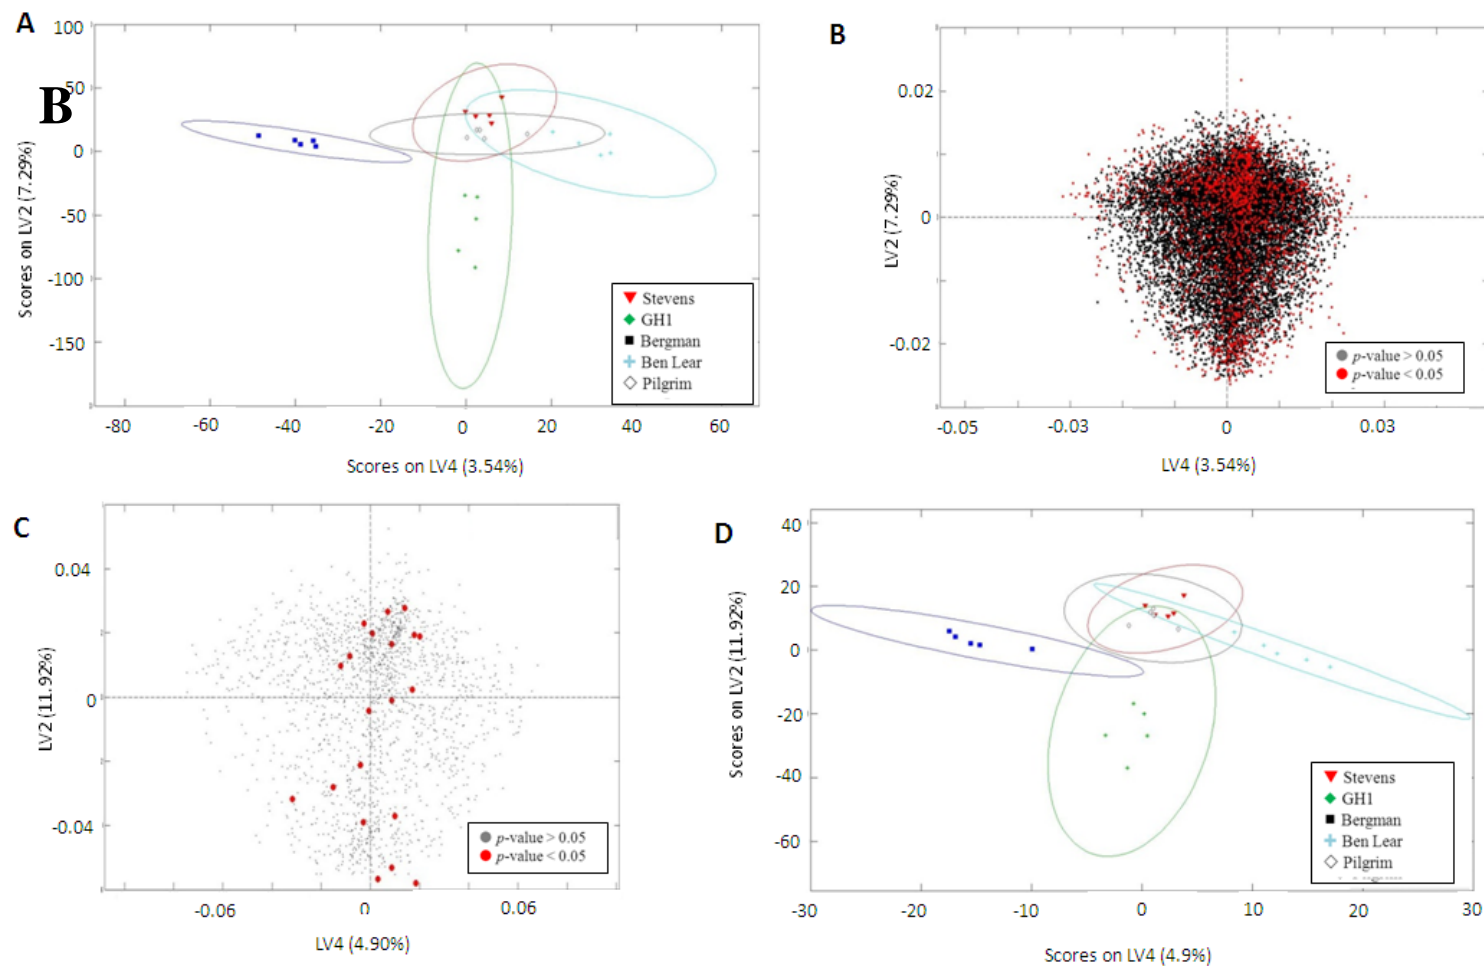 A
B
100
50
0
-50
-100
-150
-80
-60
-40
-20
0
20
40
60
Scores on LV2 (7.29%)
Scores on LV4 (3.54%)
Stevens
GH1
Bergman
Ben Lear
Pilgrim
B
0.02
0
-0.02
-0.05
-0.03
0
0.03
LV2 (7.29%)
LV4 (3.54%)
p-value > 0.05
p-value < 0.05
C
0.04
0
-0.04
-0.06
0
0.06
LV2 (11.92%)
LV4 (4.90%)
p-value > 0.05
p-value < 0.05
D
40
20
0
-20
-40
-60
-30
-20
-10
0
10
20
30
Scores on LV2 (11.92%)
Scores on LV4 (4.9%)
Stevens
GH1
Bergman
Ben Lear
Pilgrim